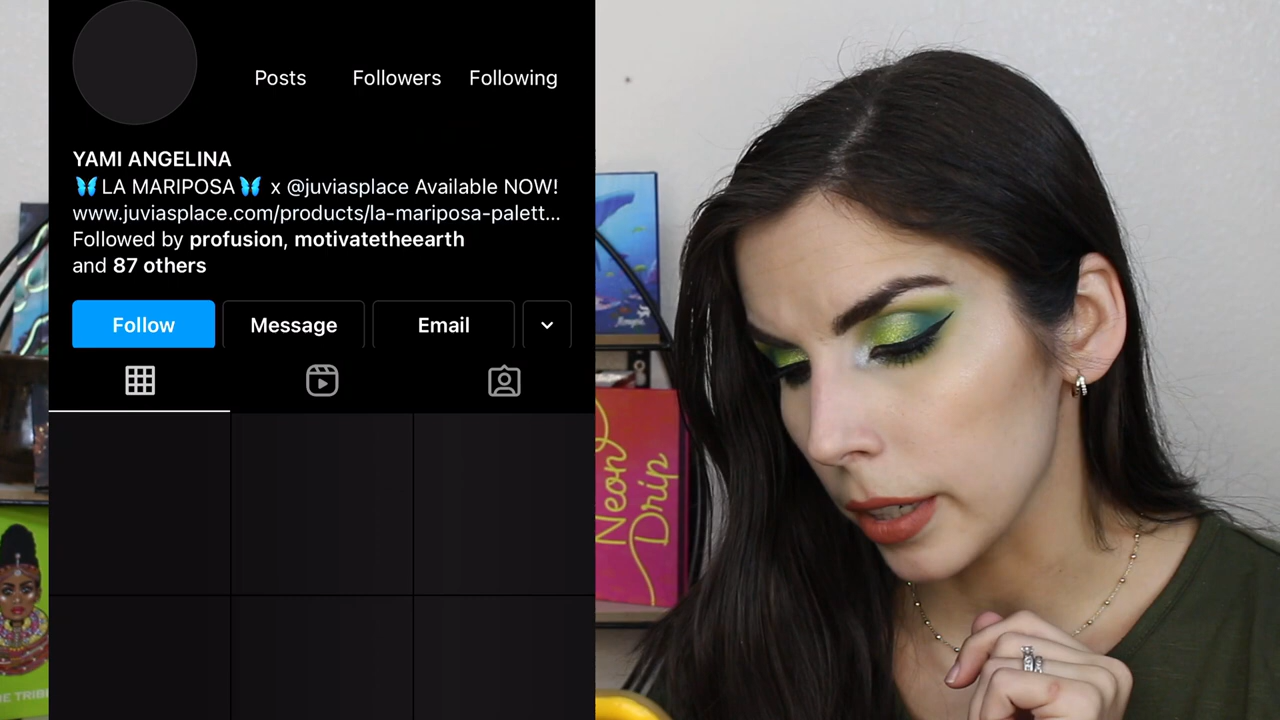 Posts Followers Following
YAMI ANGELINA
🦋LA MARIPOSA🦋 x @juviasplace Available NOW!
www.juviasplace.com/products/la-mariposa-palett...
Followed by profusion, motivatetheearth
and 87 others
Follow Message Email
Neon
Drip
TRIBE